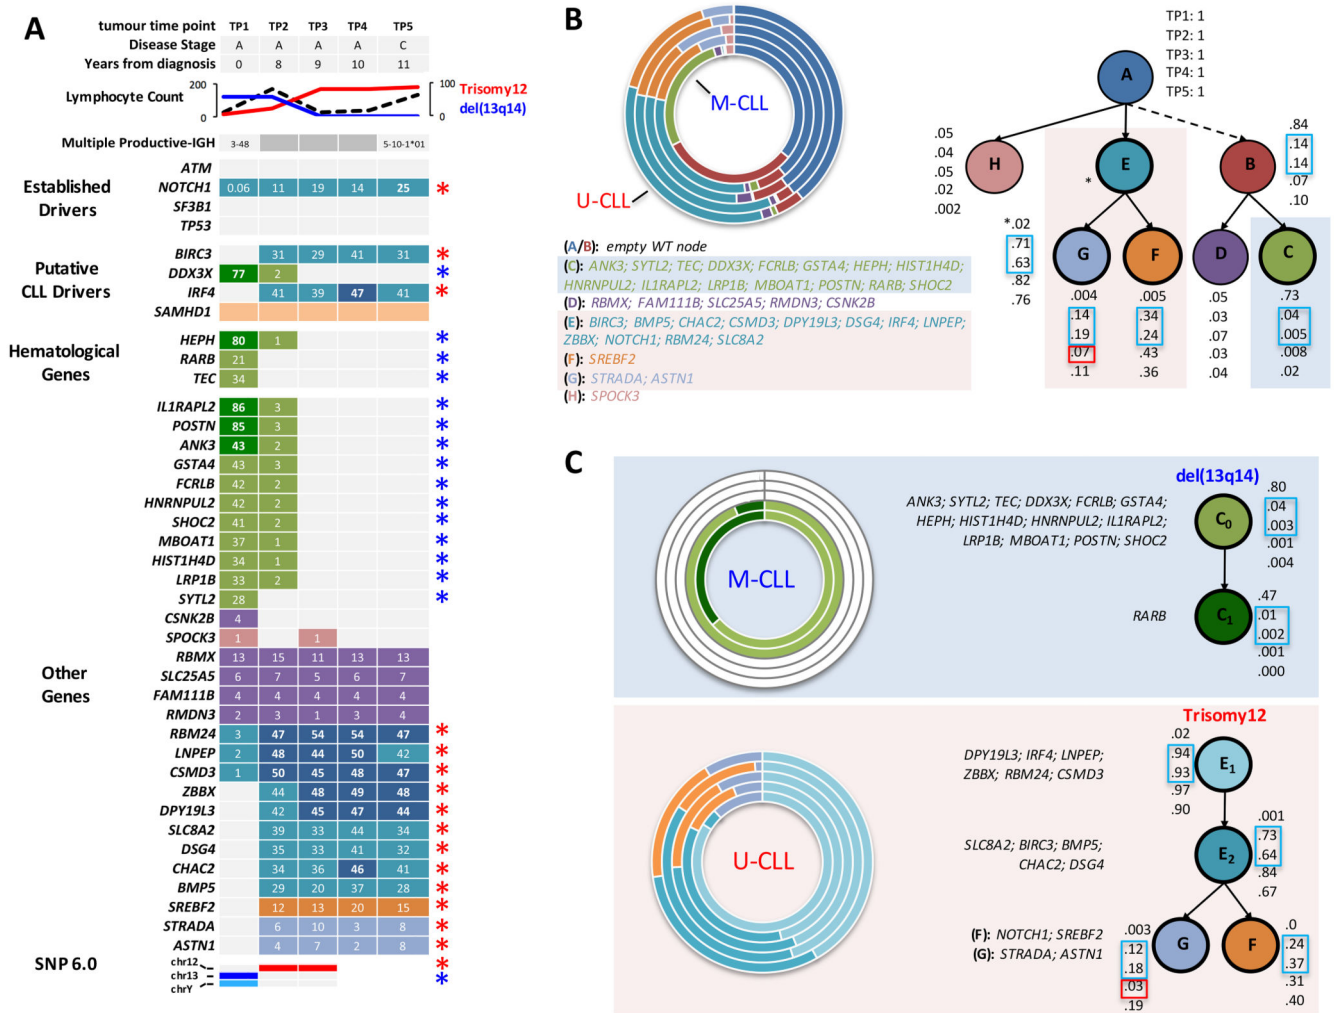 A
tumour time point TP1 TP2 TP3 TP4 TP5
Disease Stage A A A A C
Years from diagnosis 0 8 9 10 11
Lymphocyte Count 200 0 100 0 Trisomy12
del(13q14)
Multiple Productive-IGH 3-48 5-10-1*01
Established Drivers
ATM
NOTCH1 0.06 11 19 14 25 *
SF3B1
TP53
Putative CLL Drivers
BIRC3 31 29 41 31 *
DDX3X 77 2 *
IRF4 41 39 47 41 *
SAMHD1
Hematological Genes
HEPH 80 1 *
RARB 21 *
TEC 34 *
Other Genes
IL1RAPL2 86 3 *
POSTN 85 3 *
ANK3 43 2 *
GSTA4 43 3 *
FCRLB 42 2 *
HNRNPUL2 42 2 *
SHOC2 41 2 *
MBOAT1 37 1 *
HIST1H4D 34 1 *
LRP1B 33 2 *
SYTL2 28 *
CSNK2B 4
SPOCK3 1 1
RBMX 13 15 11 13 13
SLC25A5 6 7 5 6 7
FAM111B 4 4 4 4 4
RMDN3 2 3 1 3 4
RBM24 3 47 54 54 47 *
LNPEP 2 48 44 50 42 *
CSMD3 1 50 45 48 47 *
ZBBX 44 48 49 48 *
DPY19L3 42 45 47 44 *
SLC8A2 39 33 44 34 *
DSG4 35 33 41 32 *
CHAC2 34 36 46 41 *
BMP5 29 20 37 28 *
SREBF2 12 13 20 15 *
STRADA 6 10 3 8 *
ASTN1 4 7 2 8 *
SNP 6.0
chr12 *
chr13 *
chrY
B
M-CLL
U-CLL
(A/B): empty WT node
(C): ANK3; SYTL2; TEC; DDX3X; FCRLB; GSTA4; HEPH; HIST1H4D;
HNRNPUL2; IL1RAPL2; LRP1B; MBOAT1; POSTN; RARB; SHOC2
(D): RBMX; FAM111B; SLC25A5; RMDN3; CSNK2B
(E): BIRC3; BMP5; CHAC2; CSMD3; DPY19L3; DSG4; IRF4; LNPEP;
ZBBX; NOTCH1; RBM24; SLC8A2
(F): SREBF2
(G): STRADA; ASTN1
(H): SPOCK3
A
TP1: 1
TP2: 1
TP3: 1
TP4: 1
TP5: 1
H
.05
.04
.05
.02
.002
E
*
*.02
.71
.63
.82
.76
B
.84
.14
.14
.07
.10
G
.004
.14
.19
.07
.11
F
.005
.34
.24
.43
.36
D
.05
.03
.07
.03
.04
C
.73
.04
.005
.008
.02
C
M-CLL
del(13q14)
ANK3; SYTL2; TEC; DDX3X; FCRLB; GSTA4;
HEPH; HIST1H4D; HNRNPUL2; IL1RAPL2;
LRP1B; MBOAT1; POSTN; SHOC2
C0
.80
.04
.003
.001
.004
RARB
C1
.47
.01
.002
.001
.000
U-CLL
Trisomy12
DPY19L3; IRF4; LNPEP;
ZBBX; RBM24; CSMD3
.02
.94
.93
.97
.90
E1
SLC8A2; BIRC3; BMP5;
CHAC2; DSG4
E2
.001
.73
.64
.84
.67
(F): NOTCH1; SREBF2
(G): STRADA; ASTN1
.003
.12
.18
.03
.19
G
F
.0
.24
.37
.31
.40